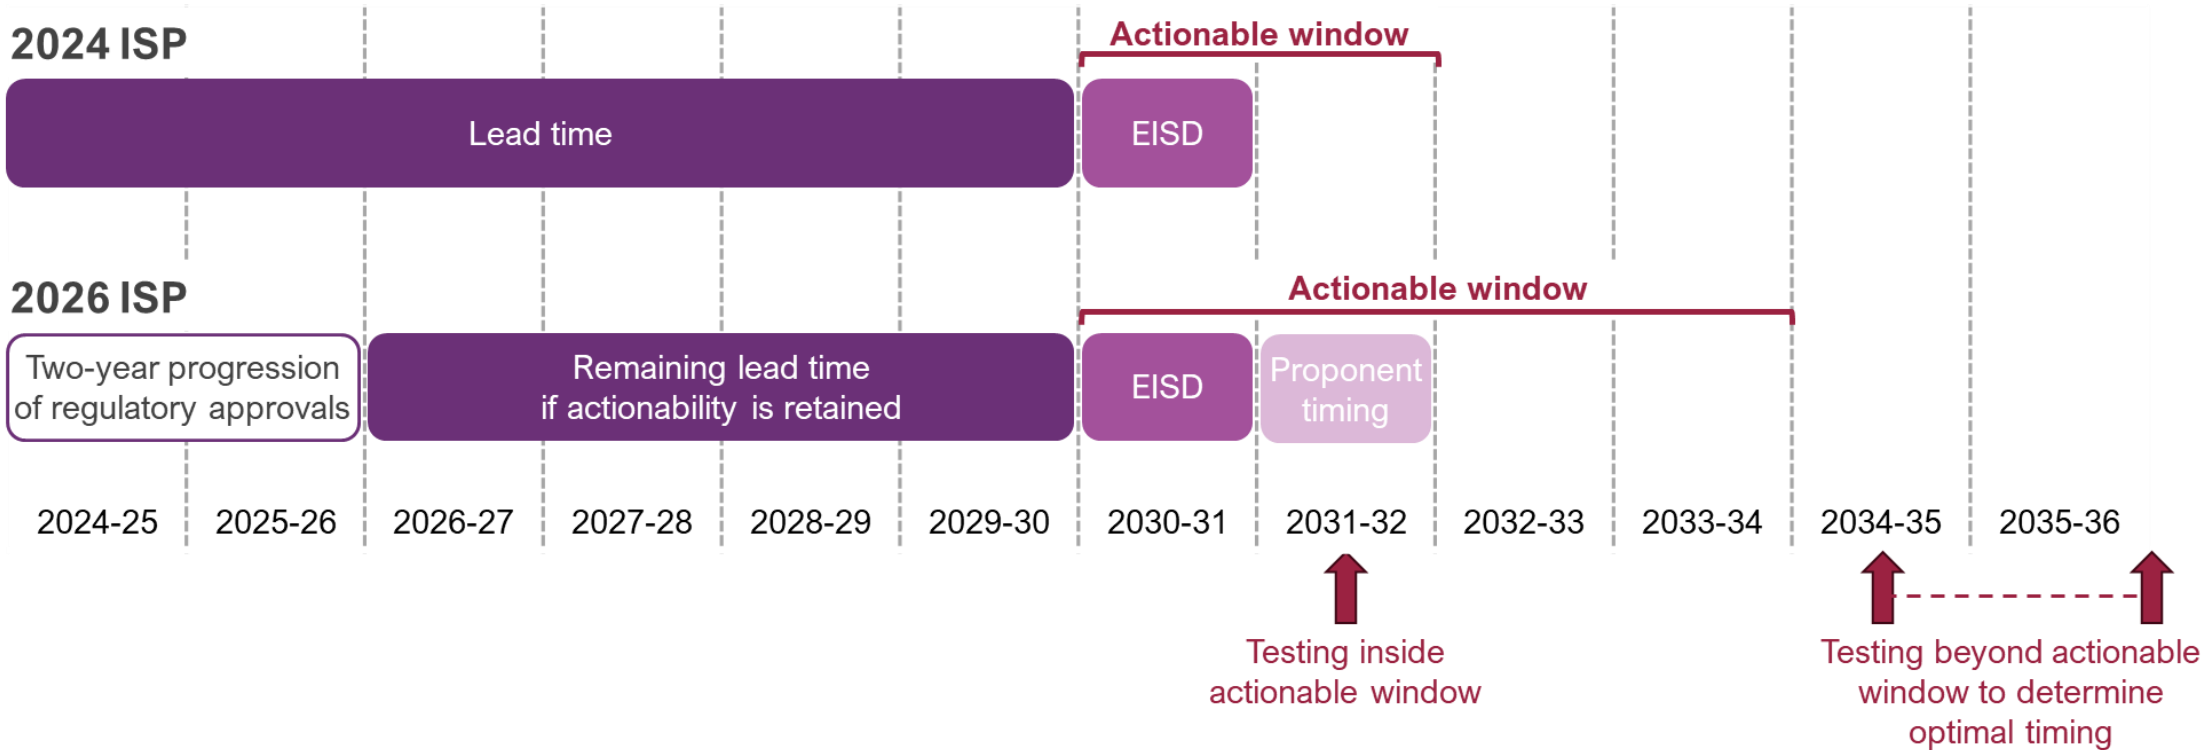 Actionable window
2024 ISP
Lead time
EISD
Actionable window
2026 ISP
Two-year progression
of regulatory approvals
Remaining lead time
if actionability is retained
EISD
Proponent
timing
2024-25
2025-26
2026-27
2027-28
2028-29
2029-30
2030-31
2031-32
2032-33
2033-34
2034-35
2035-36
Testing inside
actionable window
Testing beyond actionable
window to determine
optimal timing